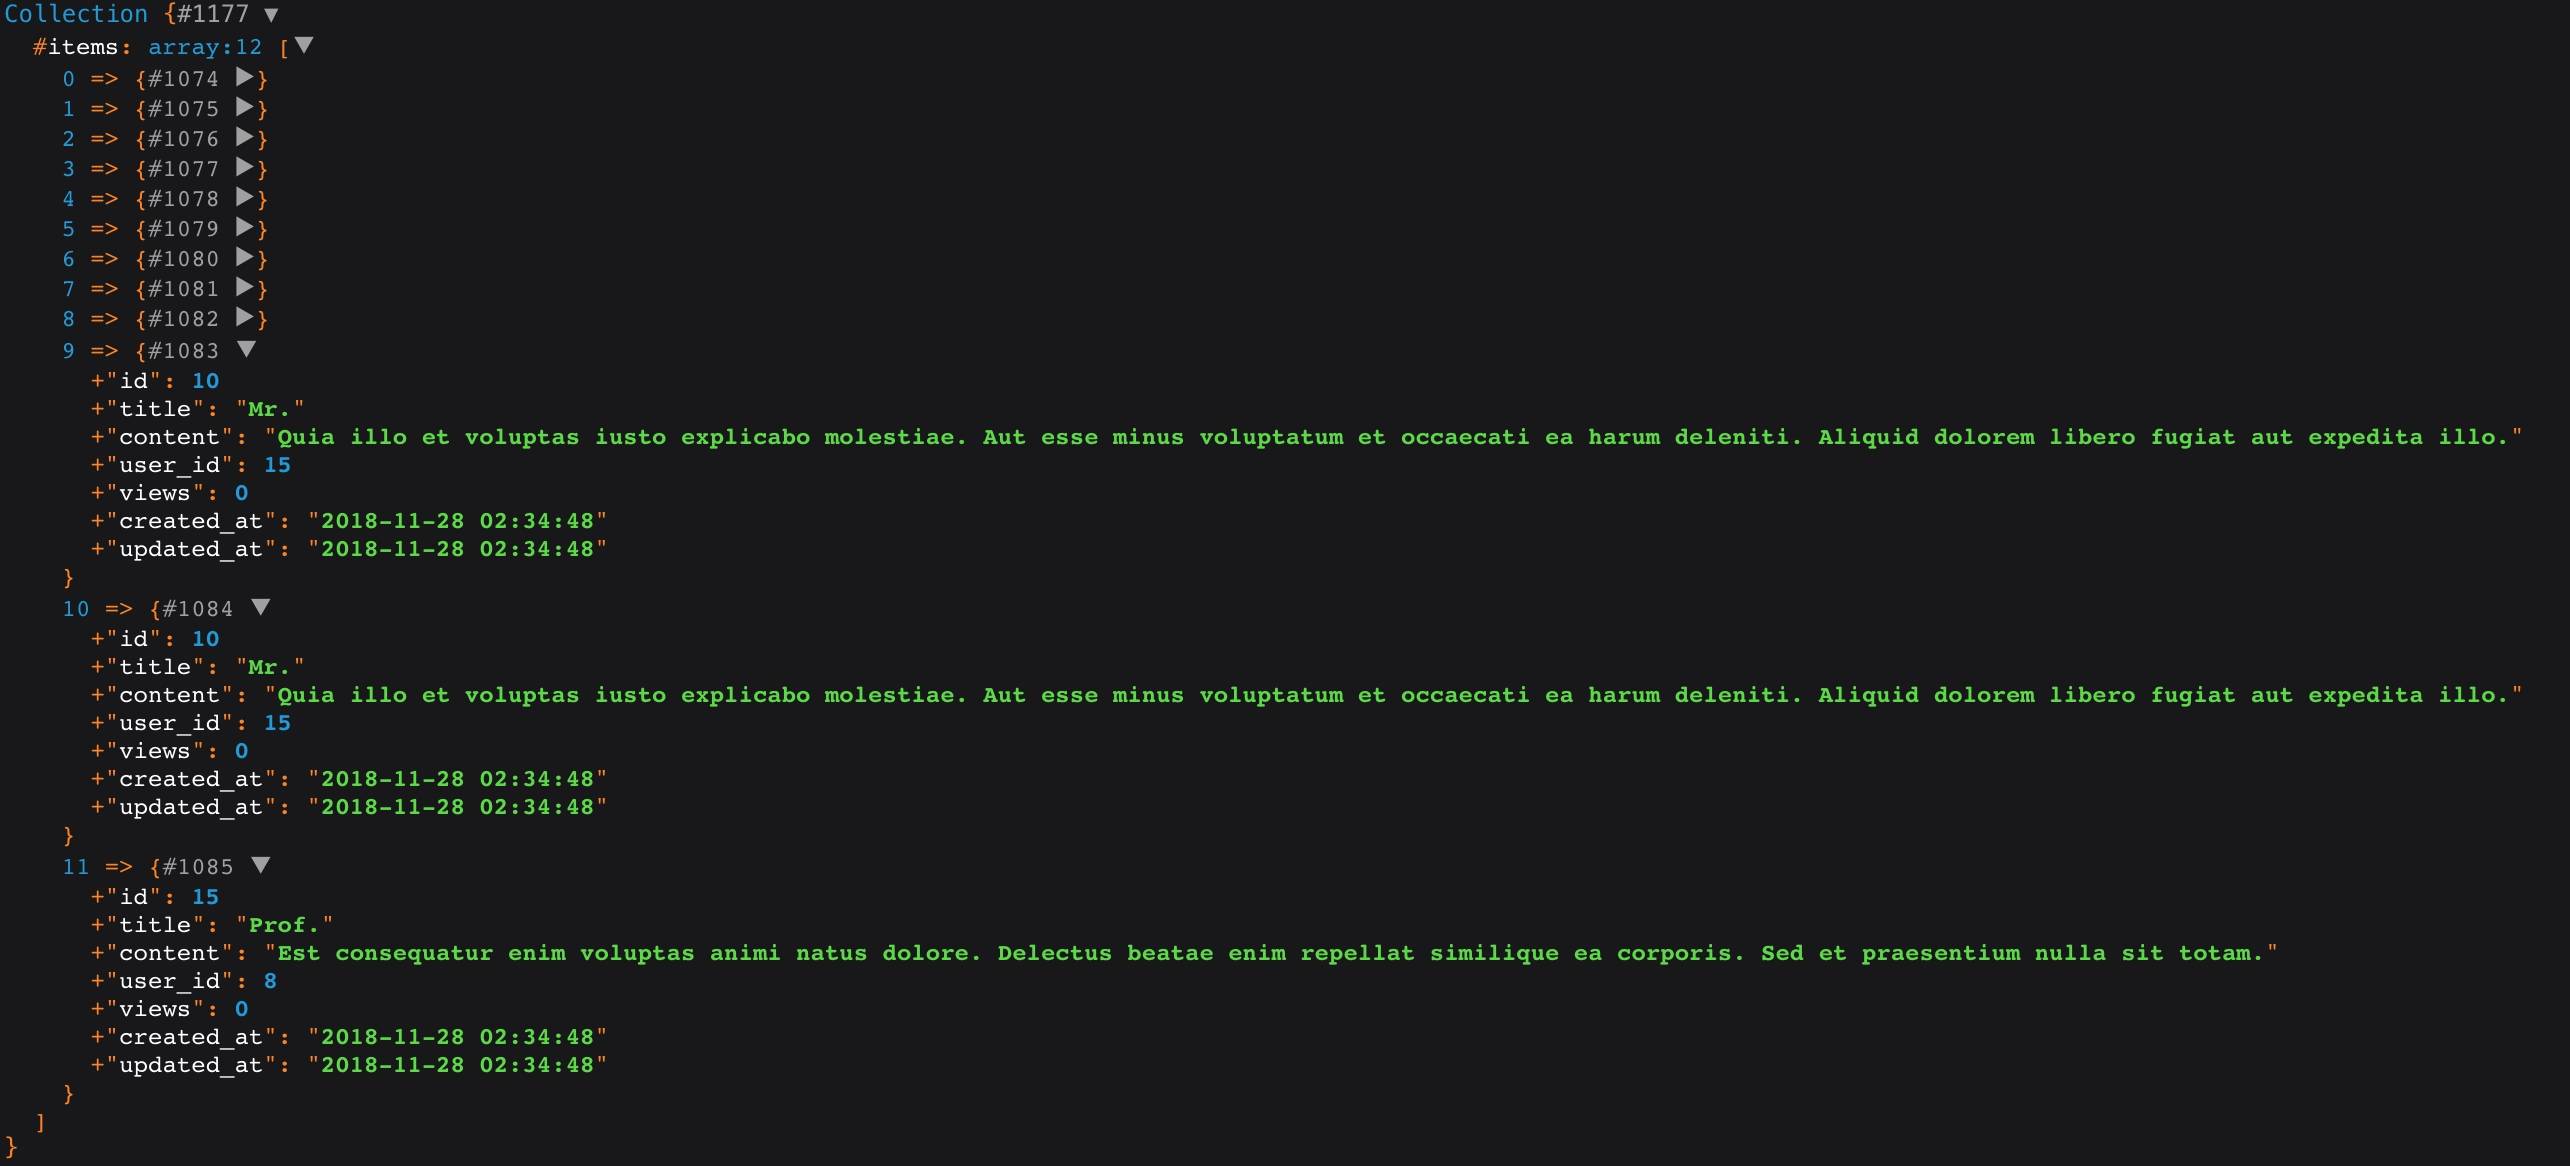 Collection {#1177 ▼
#items: array:12 [▼
0 => {#1074 ▶}
1 => {#1075 ▶}
2 => {#1076 ▶}
3 => {#1077 ▶}
4 => {#1078 ▶}
5 => {#1079 ▶}
6 => {#1080 ▶}
7 => {#1081 ▶}
8 => {#1082 ▶}
9 => {#1083 ▼
+"id": 10
+"title": "Mr."
+"content": "Quia illo et voluptas iusto explicabo molestiae. Aut esse minus voluptatum et occaecati ea harum deleniti. Aliquid dolorem libero fugiat aut expedita illo."
+"user_id": 15
+"views": 0
+"created_at": "2018-11-28 02:34:48"
+"updated_at": "2018-11-28 02:34:48"
}
10 => {#1084 ▼
+"id": 10
+"title": "Mr."
+"content": "Quia illo et voluptas iusto explicabo molestiae. Aut esse minus voluptatum et occaecati ea harum deleniti. Aliquid dolorem libero fugiat aut expedita illo."
+"user_id": 15
+"views": 0
+"created_at": "2018-11-28 02:34:48"
+"updated_at": "2018-11-28 02:34:48"
}
11 => {#1085 ▼
+"id": 15
+"title": "Prof."
+"content": "Est consequatur enim voluptas animi natus dolore. Delectus beatae enim repellat similique ea corporis. Sed et praesentium nulla sit totam."
+"user_id": 8
+"views": 0
+"created_at": "2018-11-28 02:34:48"
+"updated_at": "2018-11-28 02:34:48"
}
]
}